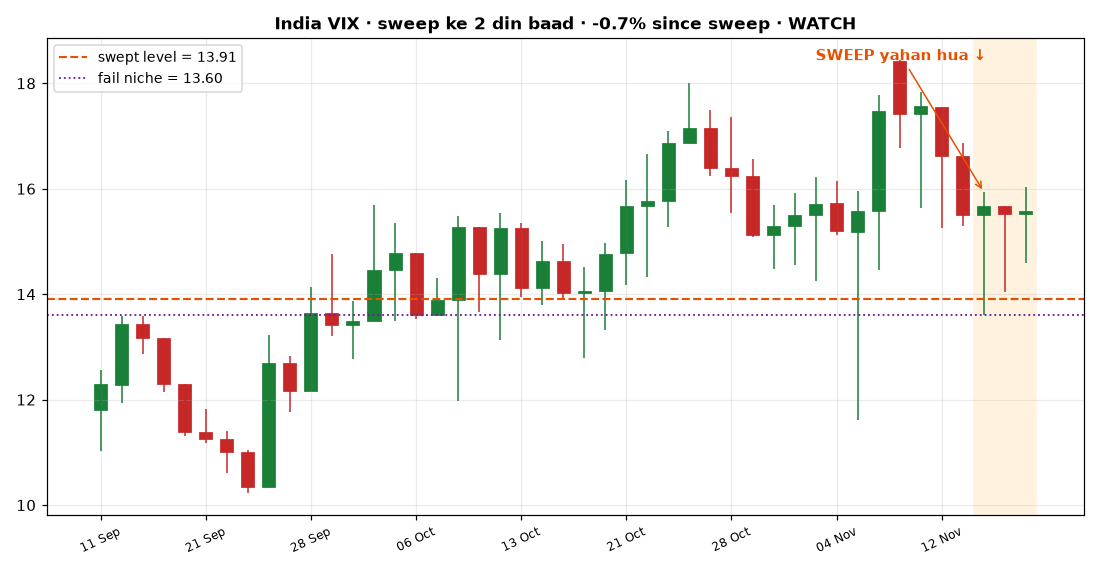 India VIX · sweep ke 2 din baad · -0.7% since sweep · WATCH
swept level = 13.91
fail niche = 13.60
SWEEP yahan hua ↓
18
16
14
12
10
11 Sep
21 Sep
28 Sep
06 Oct
13 Oct
21 Oct
28 Oct
04 Nov
12 Nov